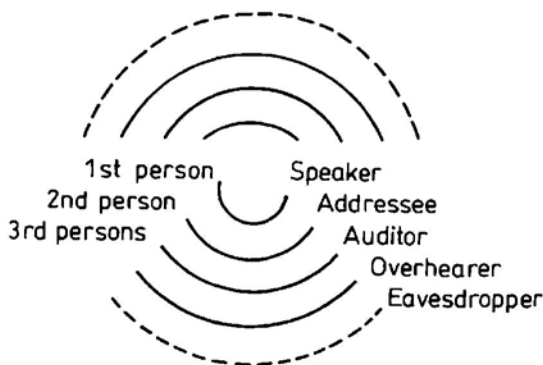 1st person Speaker
2nd person Addressee
3rd persons Auditor
Overhearer
Eavesdropper